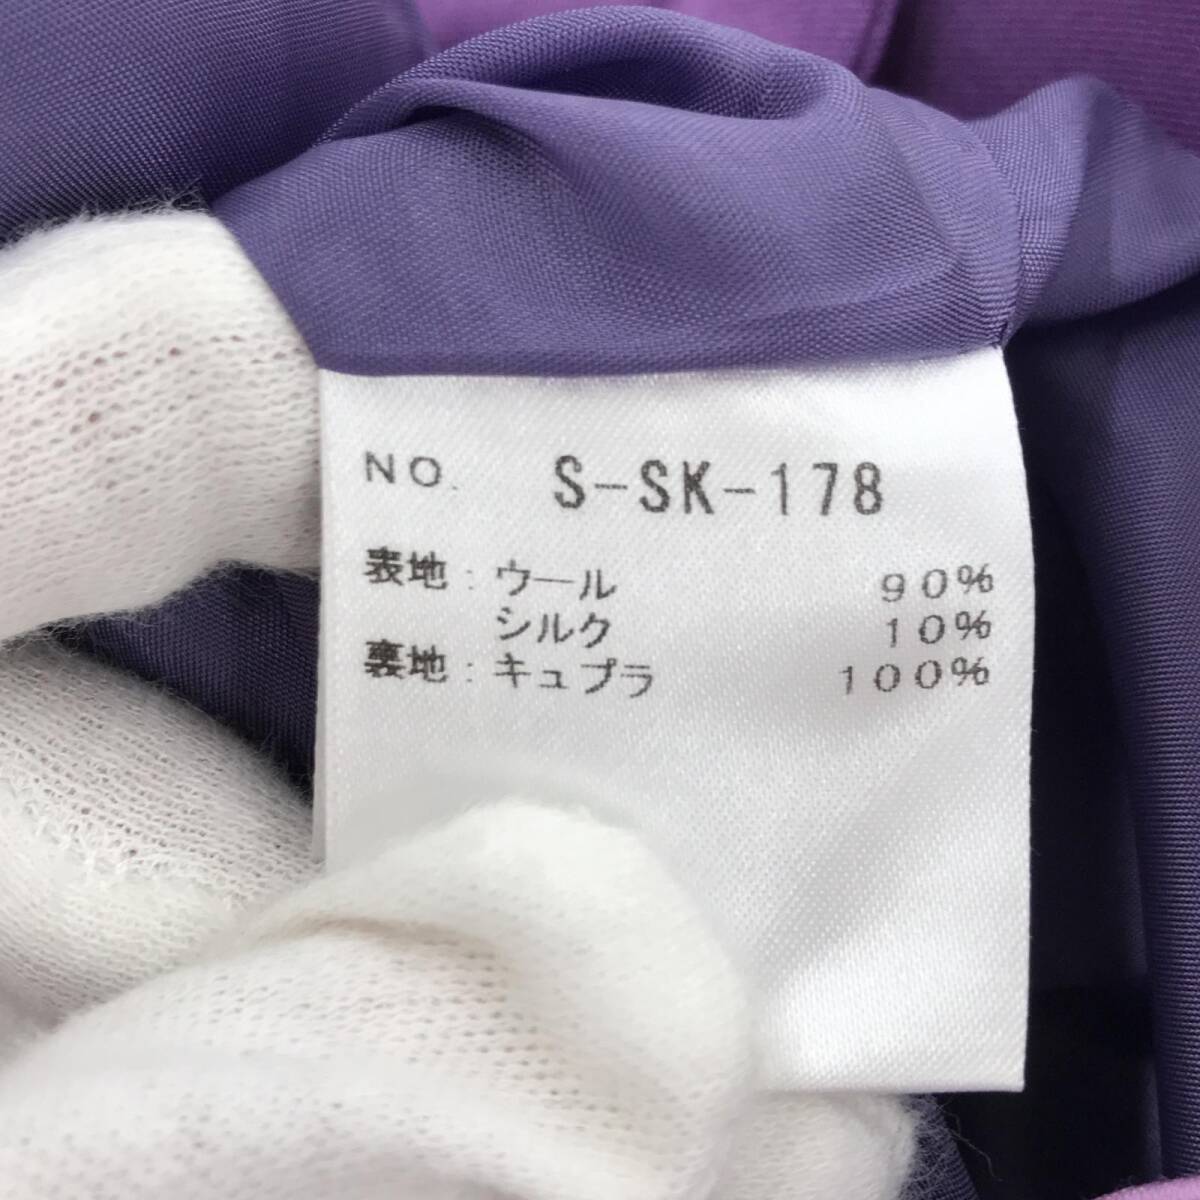 NO. S-SK-178
表地：ウール 90%
シルク 10%
裏地：キュプラ 100%